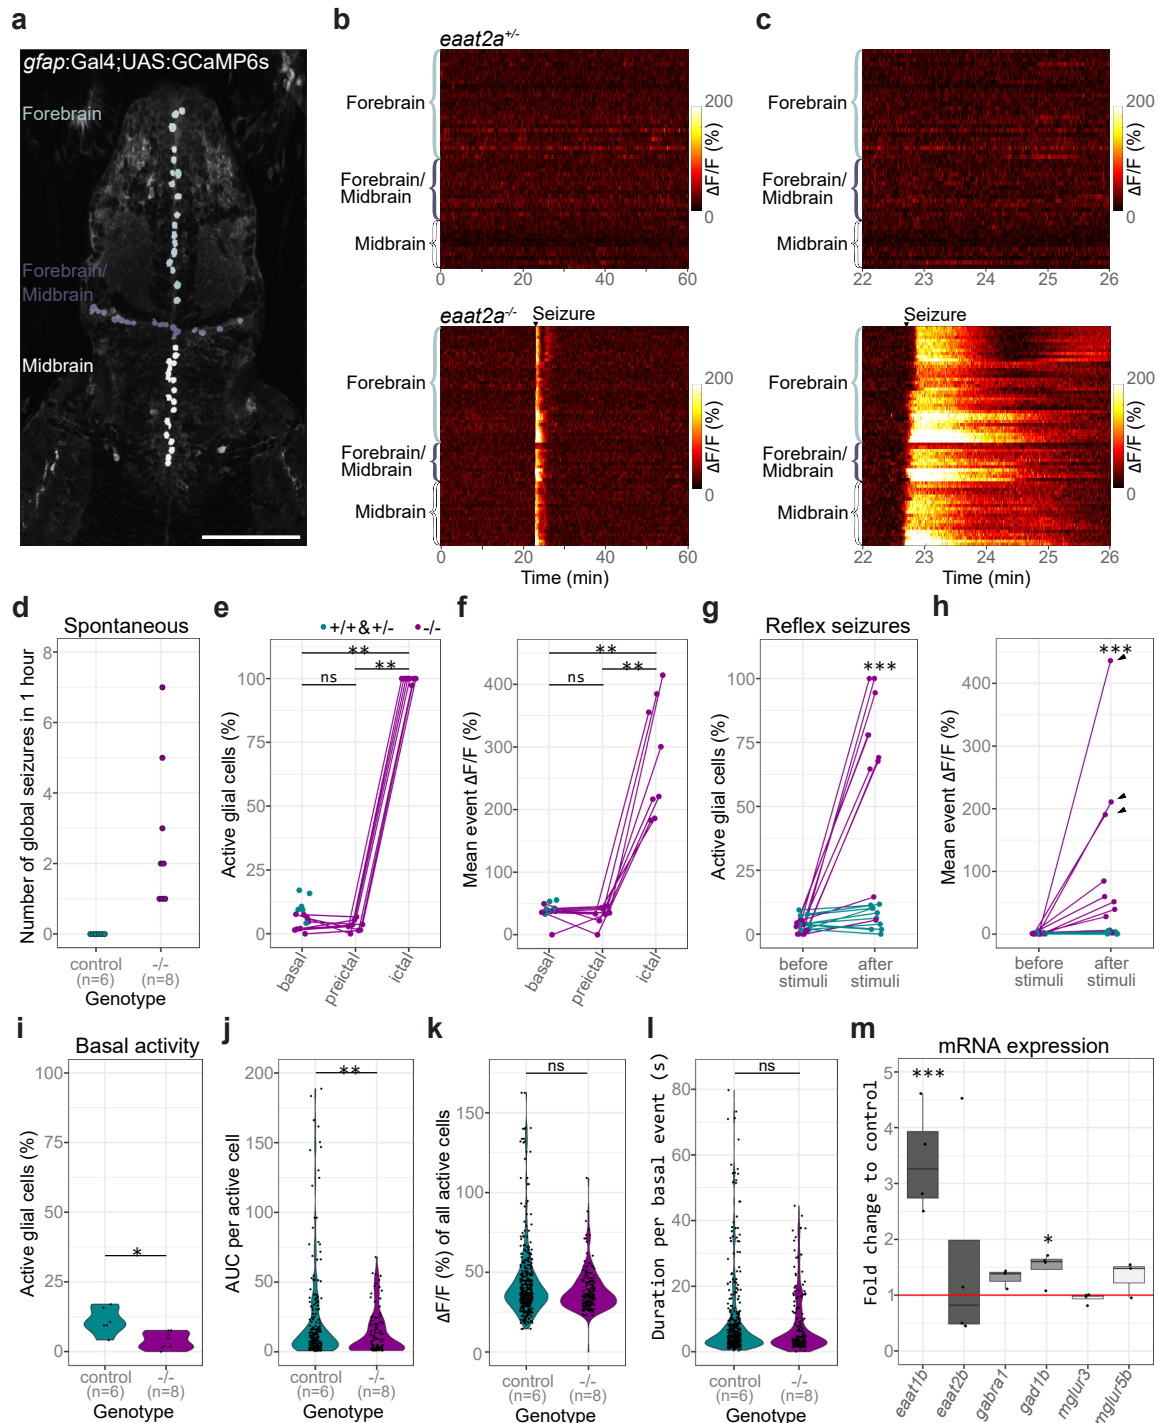 a
gfap:Gal4;UAS:GCaMP6s
Forebrain
Forebrain/
Midbrain
Midbrain
b
eaat2a+/-
Forebrain
Forebrain/
Midbrain
Midbrain
0 20 40 60
200
0
ΔF/F (%)
eaat2a-/-
Seizure
Forebrain
Forebrain/
Midbrain
Midbrain
0 20 40 60
Time (min)
200
0
ΔF/F (%)
c
Forebrain
Forebrain/
Midbrain
Midbrain
22 23 24 25 26
200
0
ΔF/F (%)
Seizure
Forebrain
Forebrain/
Midbrain
Midbrain
22 23 24 25 26
Time (min)
200
0
ΔF/F (%)
d
Spontaneous
Number of global seizures in 1 hour
8
6
4
2
0
control
(n=6)
-/-
(n=8)
Genotype
e
+/+ & +/-
-/-
Active glial cells (%)
100
75
50
25
0
**
**
ns
basal
preictal
ictal
f
Mean event ΔF/F (%)
400
300
200
100
0
**
**
ns
basal
preictal
ictal
g
Reflex seizures
Active glial cells (%)
100
75
50
25
0
***
before
stimuli
after
stimuli
h
Mean event ΔF/F (%)
400
300
200
100
0
***
before
stimuli
after
stimuli
i
Basal activity
Active glial cells (%)
100
75
50
25
0
*
control
(n=6)
-/-
(n=8)
Genotype
j
AUC per active cell
200
150
100
50
0
**
control
(n=6)
-/-
(n=8)
Genotype
k
ΔF/F (%) of all active cells
150
100
50
0
ns
control
(n=6)
-/-
(n=8)
Genotype
l
Duration per basal event (s)
80
60
40
20
0
ns
control
(n=6)
-/-
(n=8)
Genotype
m
mRNA expression
Fold change to control
5
4
3
2
1
0
***
*
eaat1b
eaat2b
gabra1
gad1b
mglur3
mglur5b